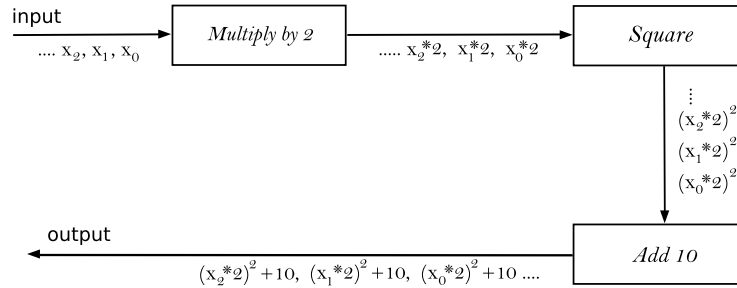 input
Multiply by 2
Square
.... x₂, x₁, x₀
..... x₂*2, x₁*2, x₀*2
⋮
(x₂*2)²
(x₁*2)²
(x₀*2)²
output
Add 10
(x₂*2)²+10, (x₁*2)²+10, (x₀*2)²+10 ....